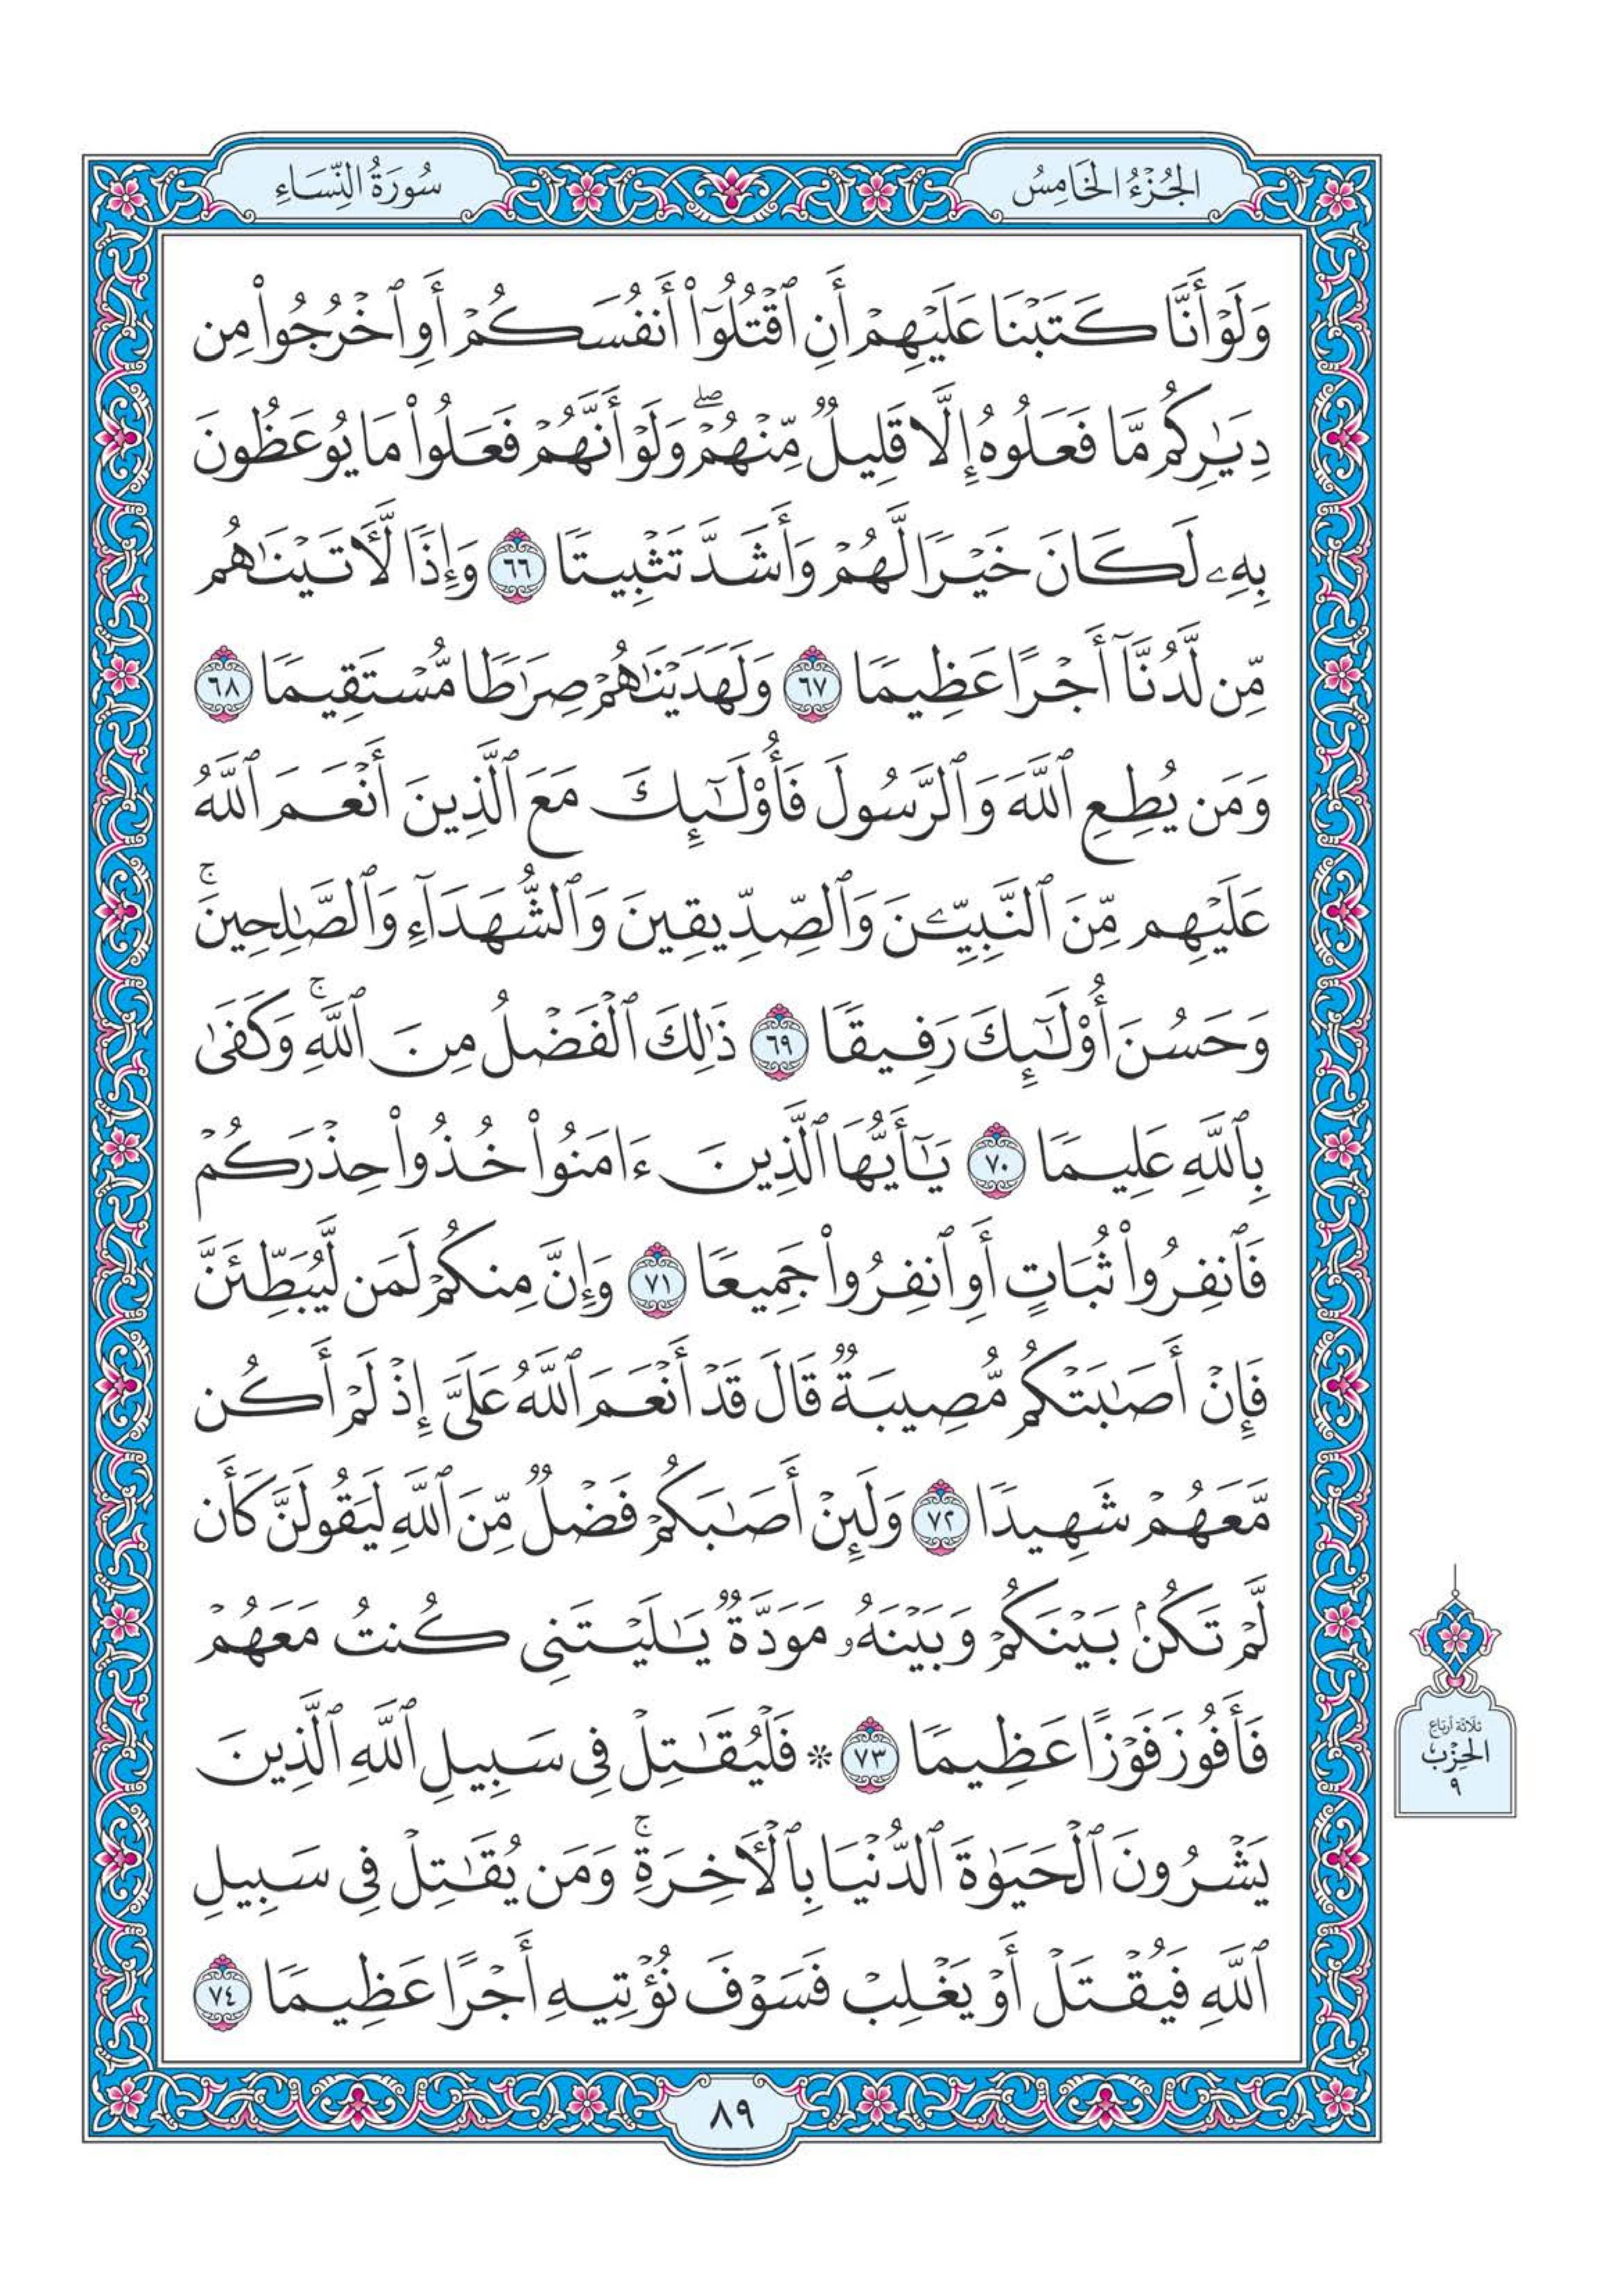 الجُزْءُ الخَامِسُ
سُورَةُ النِّسَاءِ
وَلَوْ أَنَّا كَتَبْنَا عَلَيْهِمْ أَنِ ٱقْتُلُوٓا۟ أَنفُسَكُمْ أَوِ ٱخْرُجُوا۟ مِن
دِيَـٰرِكُم مَّا فَعَلُوهُ إِلَّا قَلِيلٌ مِّنْهُمْ ۖ وَلَوْ أَنَّهُمْ فَعَلُوا۟ مَا يُوعَظُونَ
بِهِۦ لَكَانَ خَيْرًا لَّهُمْ وَأَشَدَّ تَثْبِيتًا ٦٦ وَإِذًا لَّـَٔاتَيْنَـٰهُم
مِّن لَّدُنَّآ أَجْرًا عَظِيمًا ٦٧ وَلَهَدَيْنَـٰهُمْ صِرَٰطًا مُّسْتَقِيمًا ٦٨
وَمَن يُطِعِ ٱللَّهَ وَٱلرَّسُولَ فَأُو۟لَـٰٓئِكَ مَعَ ٱلَّذِينَ أَنْعَمَ ٱللَّهُ
عَلَيْهِم مِّنَ ٱلنَّبِيِّـۧنَ وَٱلصِّدِّيقِينَ وَٱلشُّهَدَآءِ وَٱلصَّـٰلِحِينَ ۚ
وَحَسُنَ أُو۟لَـٰٓئِكَ رَفِيقًا ٦٩ ذَٰلِكَ ٱلْفَضْلُ مِنَ ٱللَّهِ ۚ وَكَفَىٰ
بِٱللَّهِ عَلِيمًا ٧٠ يَـٰٓأَيُّهَا ٱلَّذِينَ ءَامَنُوا۟ خُذُوا۟ حِذْرَكُمْ
فَٱنفِرُوا۟ ثُبَاتٍ أَوِ ٱنفِرُوا۟ جَمِيعًا ٧١ وَإِنَّ مِنكُمْ لَمَن لَّيُبَطِّئَنَّ
فَإِنْ أَصَـٰبَتْكُم مُّصِيبَةٌ قَالَ قَدْ أَنْعَمَ ٱللَّهُ عَلَىَّ إِذْ لَمْ أَكُن
مَّعَهُمْ شَهِيدًا ٧٢ وَلَئِنْ أَصَـٰبَكُمْ فَضْلٌ مِّنَ ٱللَّهِ لَيَقُولَنَّ كَأَن
لَّمْ تَكُنۢ بَيْنَكُمْ وَبَيْنَهُۥ مَوَدَّةٌ يَـٰلَيْتَنِى كُنتُ مَعَهُمْ
فَأَفُوزَ فَوْزًا عَظِيمًا ٧٣ * فَلْيُقَـٰتِلْ فِى سَبِيلِ ٱللَّهِ ٱلَّذِينَ
يَشْرُونَ ٱلْحَيَوٰةَ ٱلدُّنْيَا بِٱلْـَٔاخِرَةِ ۚ وَمَن يُقَـٰتِلْ فِى سَبِيلِ
ٱللَّهِ فَيُقْتَلْ أَوْ يَغْلِبْ فَسَوْفَ نُؤْتِيهِ أَجْرًا عَظِيمًا ٧٤
ثلاثة أرباع
الحِزْب
٩
٨٩